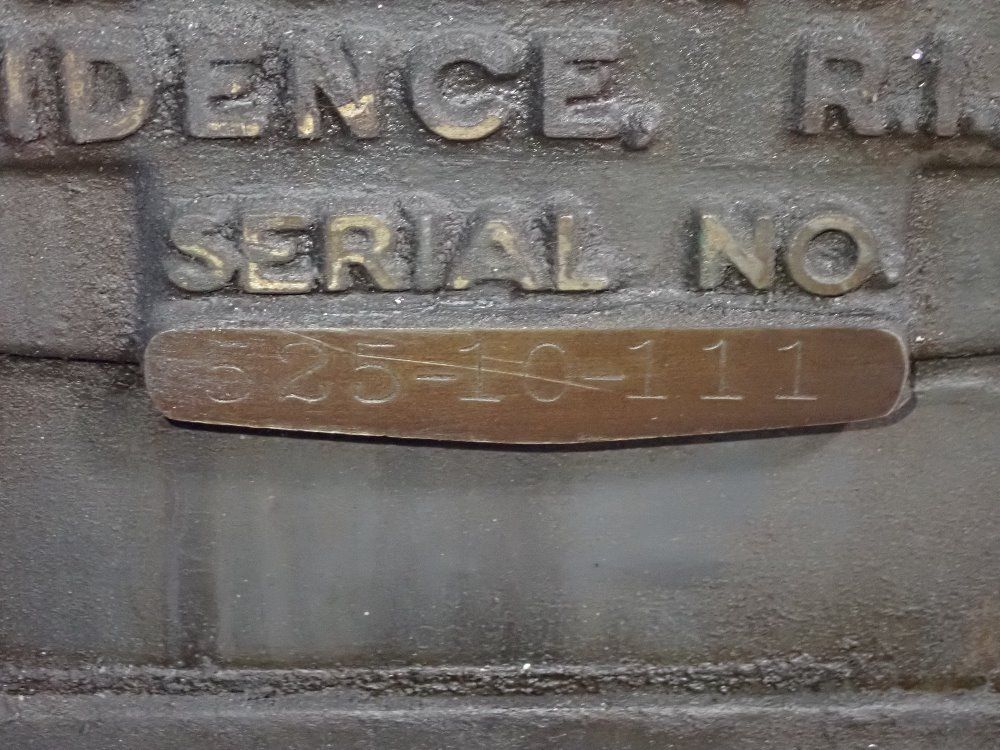 IDENCE, R.I.
SERIAL NO.
525-10-111